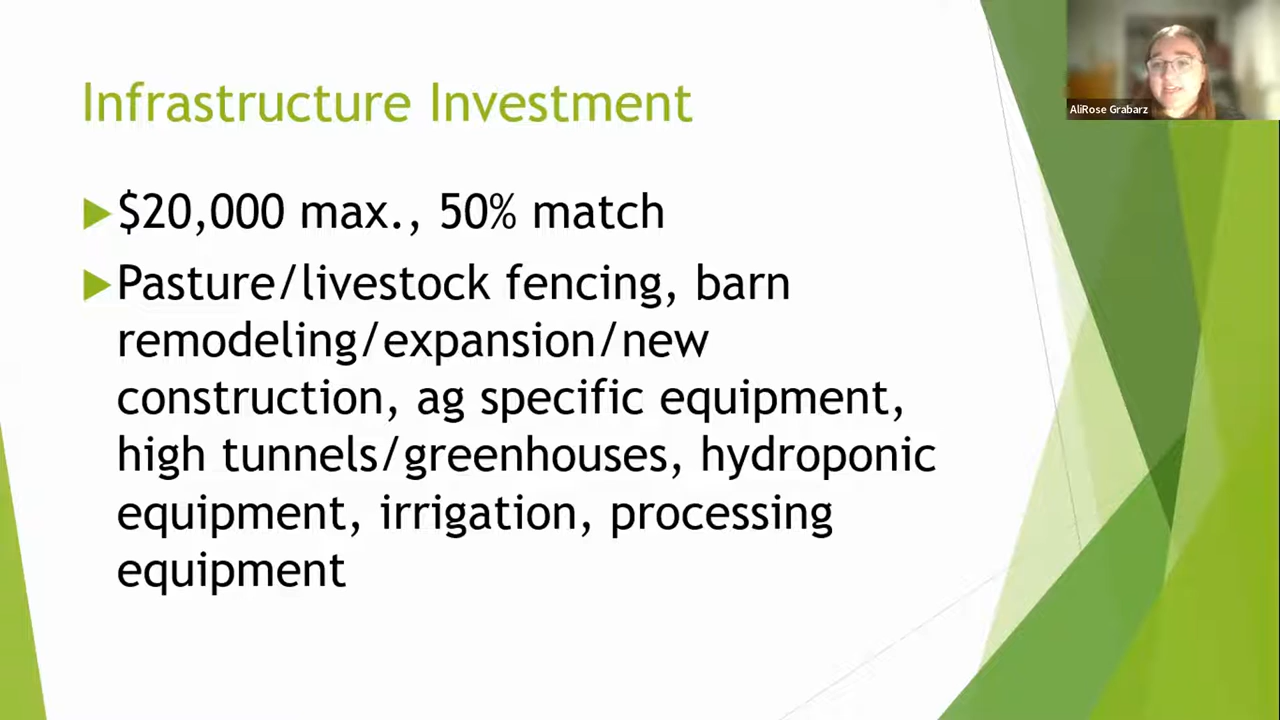 Infrastructure Investment
AliRose Grabarz
$20,000 max., 50% match
Pasture/livestock fencing, barn
remodeling/expansion/new
construction, ag specific equipment,
high tunnels/greenhouses, hydroponic
equipment, irrigation, processing
equipment